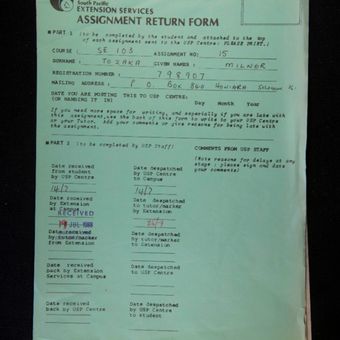 South Pacific
EXTENSION SERVICES
ASSIGNMENT RETURN FORM
PART 1 (to be completed by the student and attached to the top
of each assignment sent to the USP Centre: PLEASE PRINT.)
COURSE : SE 103 ASSIGNMENT NO: 15
SURNAME : TOZAKA GIVEN NAMES : MILNER
REGISTRATION NUMBER : 798907
MAILING ADDRESS : P O BOX 840 HONIARA
DATE YOU ARE POSTING THIS TO USP CENTRE:
(OR HANDING IT IN) Day Month Year
If you need more space for writing, and especially if you are late with
this assignment, use the back of this form to write to your USP Centre
or your Tutor. Add your comments or give reasons for being late with
the assignment.
PART 2 (to be completed by USP Staff)
COMMENTS FROM USP STAFF
(Note reasons for delays at any
stage : please sign and date
your comments)
Date received from student by USP Centre
Date despatched by USP Centre to Campus
14/7 14/7
Date received by Extension at Campus
Date despatched to tutor/marker by Extension
RECEIVED
JUL 1988
Date received by tutor/marker from Extension
Date despatched by tutor/marker to Extension
Date received back by Extension Services at Campus
Date despatched to USP Centre
Date received back by USP Centre
Date despatched by USP Centre to student